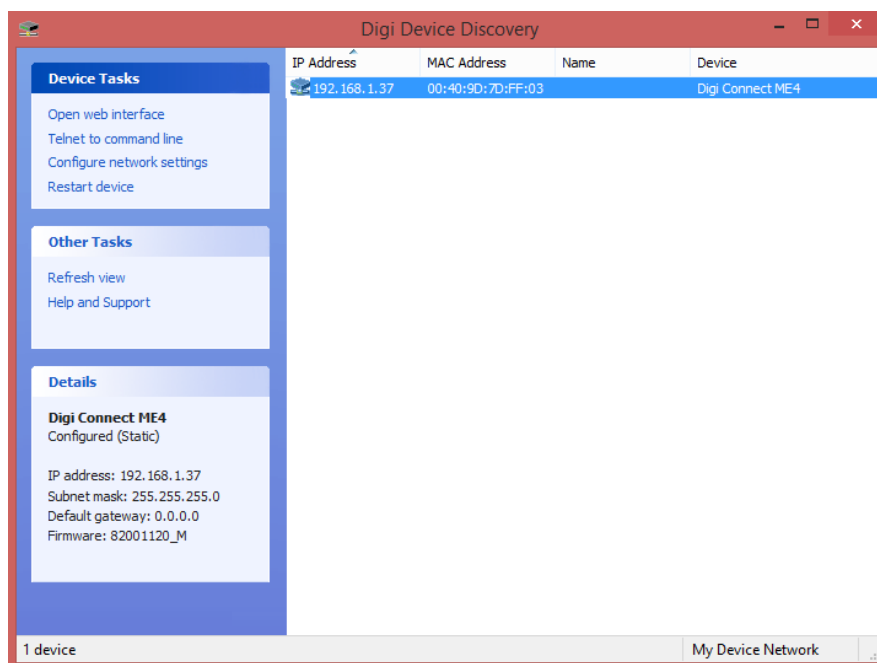 Digi Device Discovery
Device Tasks
Open web interface
Telnet to command line
Configure network settings
Restart device
Other Tasks
Refresh view
Help and Support
Details
Digi Connect ME4
Configured (Static)
IP address: 192.168.1.37
Subnet mask: 255.255.255.0
Default gateway: 0.0.0.0
Firmware: 82001120_M
IP Address MAC Address Name Device
192.168.1.37 00:40:9D:7D:FF:03 Digi Connect ME4
1 device My Device Network